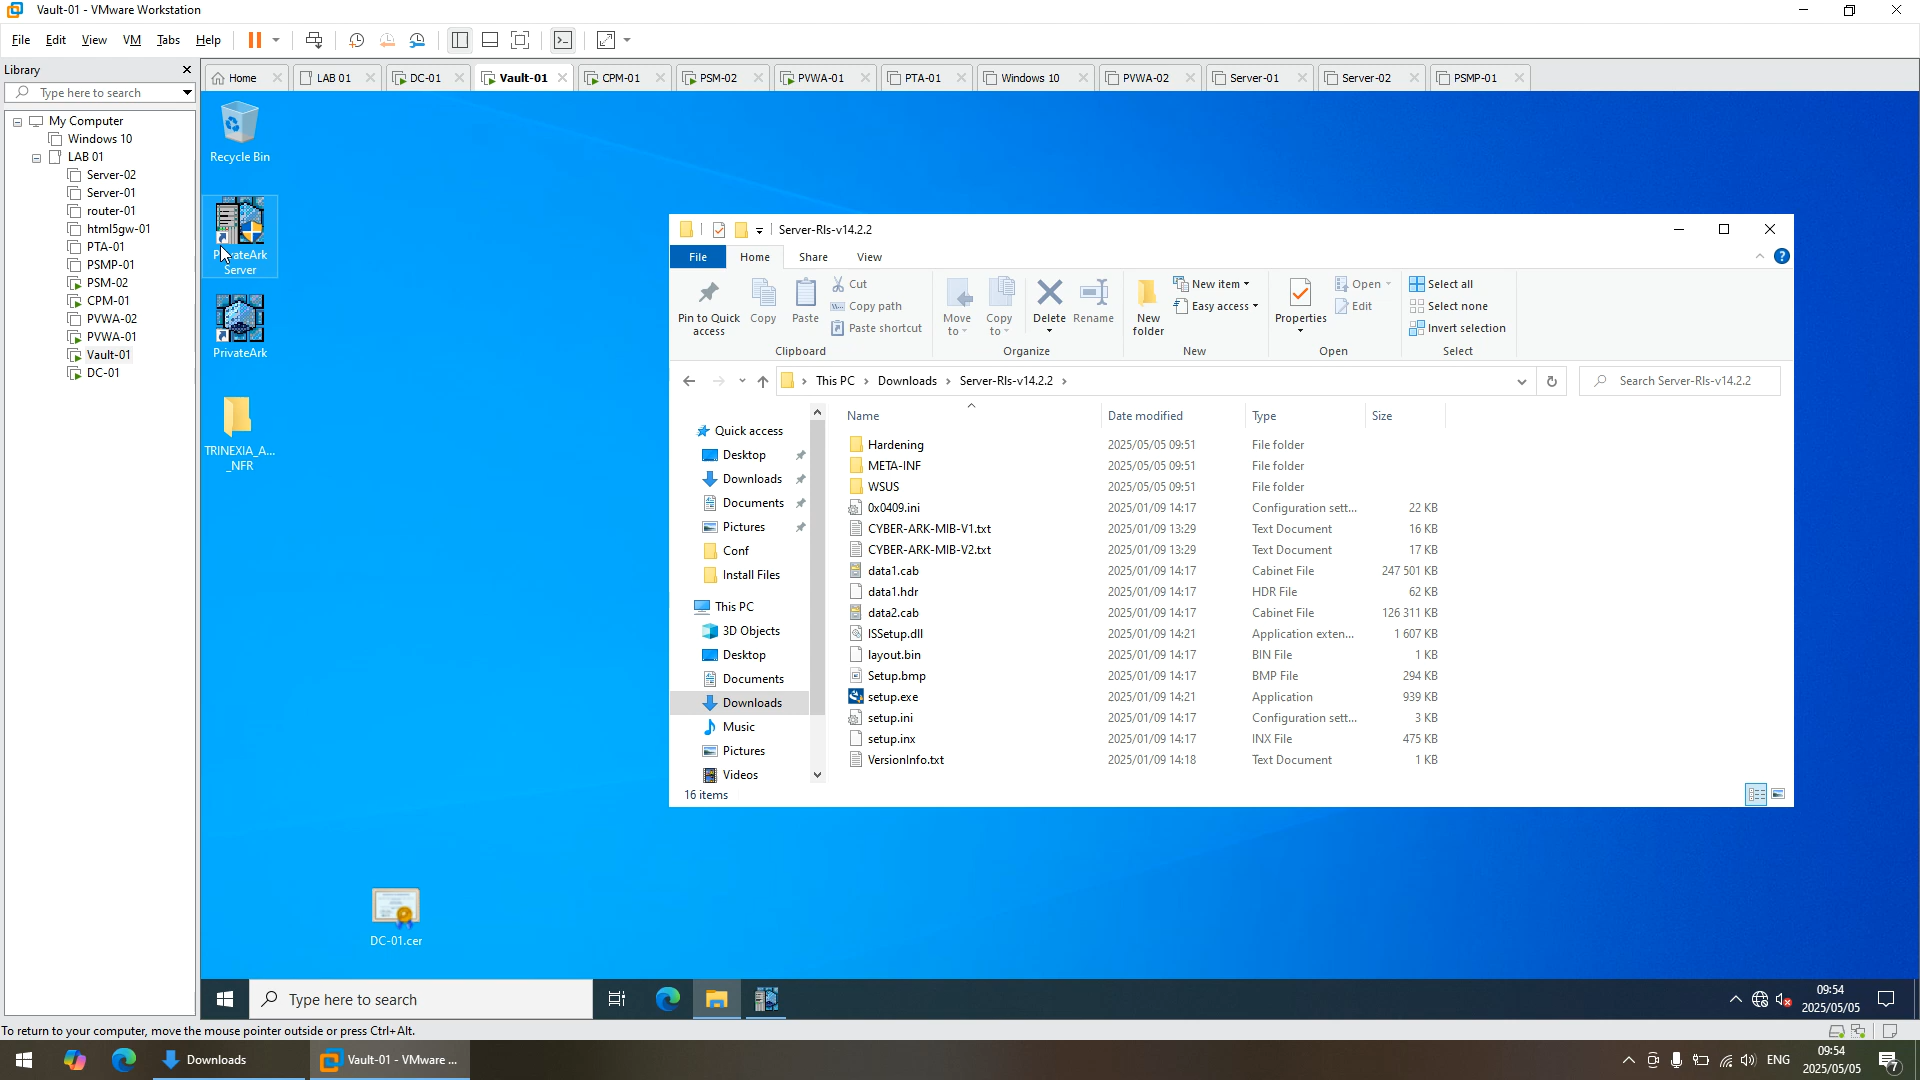 Vault-01 - VMware Workstation
File Edit View VM Tabs Help
Library
Type here to search
My Computer
Windows 10
LAB 01
Server-02
Server-01
router-01
html5gw-01
PTA-01
PSMP-01
PSM-02
CPM-01
PVWA-02
PVWA-01
Vault-01
DC-01
Home LAB 01 DC-01 Vault-01 CPM-01 PSM-02 PVWA-01 PTA-01 Windows 10 PVWA-02 Server-01 Server-02 PSMP-01
Recycle Bin
PrivateArk
Server
PrivateArk
TRINEXIA_A...
_NFR
DC-01.cer
Server-Rls-v14.2.2
File Home Share View
Pin to Quick
access
Copy
Paste
Cut
Copy path
Paste shortcut
Clipboard
Move
to
Copy
to
Delete
Rename
Organize
New
folder
New item
Easy access
New
Properties
Open
Edit
Open
Select all
Select none
Invert selection
Select
This PC Downloads Server-Rls-v14.2.2
Search Server-Rls-v14.2.2
Quick access
Desktop
Downloads
Documents
Pictures
Conf
Install Files
This PC
3D Objects
Desktop
Documents
Downloads
Music
Pictures
Videos
Name Date modified Type Size
Hardening 2025/05/05 09:51 File folder
META-INF 2025/05/05 09:51 File folder
WSUS 2025/05/05 09:51 File folder
0x0409.ini 2025/01/09 14:17 Configuration sett... 22 KB
CYBER-ARK-MIB-V1.txt 2025/01/09 13:29 Text Document 16 KB
CYBER-ARK-MIB-V2.txt 2025/01/09 13:29 Text Document 17 KB
data1.cab 2025/01/09 14:17 Cabinet File 247 501 KB
data1.hdr 2025/01/09 14:17 HDR File 62 KB
data2.cab 2025/01/09 14:17 Cabinet File 126 311 KB
ISSetup.dll 2025/01/09 14:21 Application exten... 1 607 KB
layout.bin 2025/01/09 14:17 BIN File 1 KB
Setup.bmp 2025/01/09 14:17 BMP File 294 KB
setup.exe 2025/01/09 14:21 Application 939 KB
setup.ini 2025/01/09 14:17 Configuration sett... 3 KB
setup.inx 2025/01/09 14:17 INX File 475 KB
VersionInfo.txt 2025/01/09 14:18 Text Document 1 KB
16 items
Type here to search
09:54
2025/05/05
To return to your computer, move the mouse pointer outside or press Ctrl+Alt.
Downloads
Vault-01 - VMware ...
ENG
09:54
2025/05/05
7